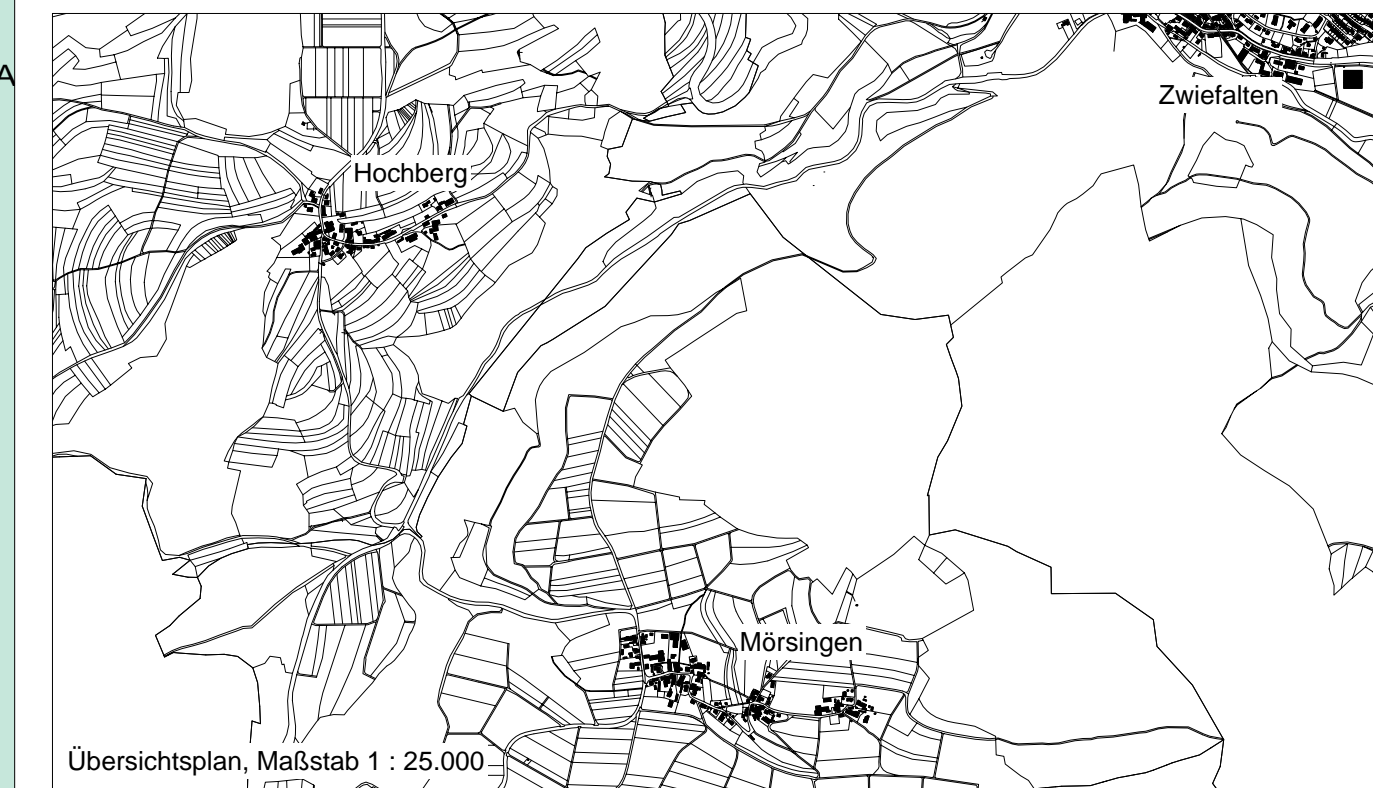 A
Zwiefalten
Hochberg
Mörsingen
Übersichtsplan, Maßstab 1 : 25.000